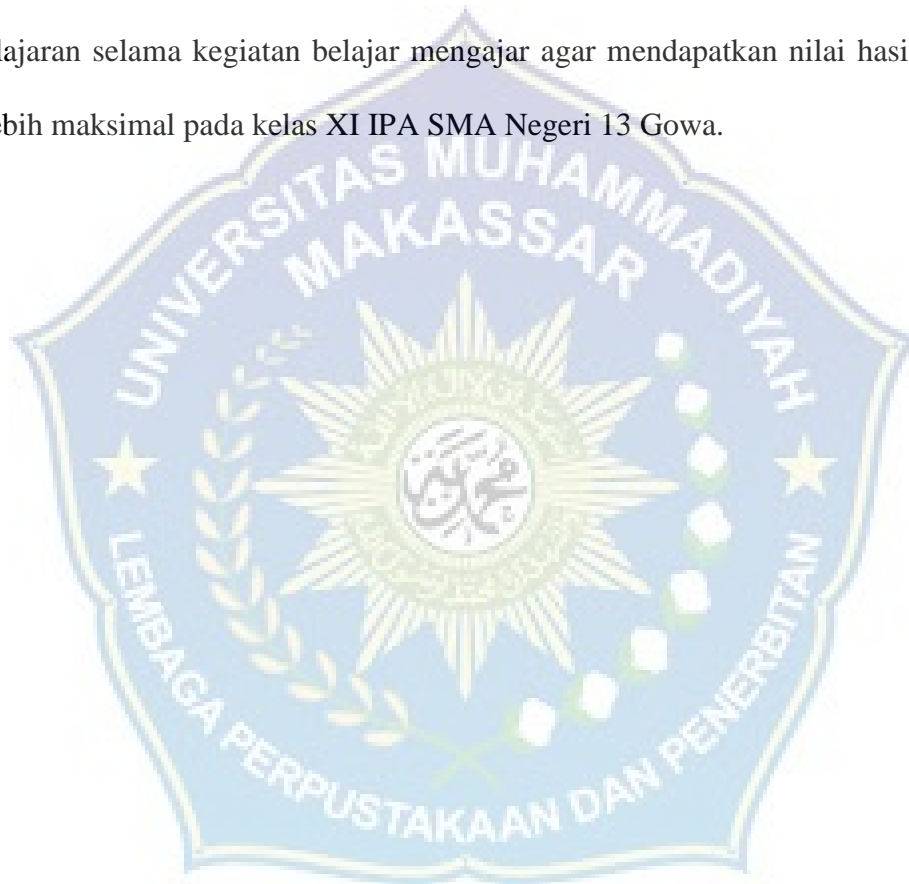 lajaran selama kegiatan belajar mengajar agar mendapatkan nilai hasi
ebih maksimal pada kelas XI IPA SMA Negeri 13 Gowa.
UNIVERSITAS MUHAMMADIYAH
MAKASSAR
LEMBAGA PERPUSTAKAAN DAN PENERBITAN